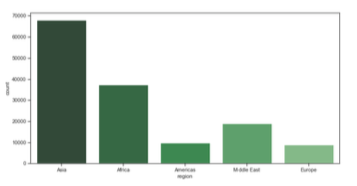 70000
60000
50000
40000
30000
20000
10000
0
count
Asia
Africa
Americas
Middle East
Europe
region